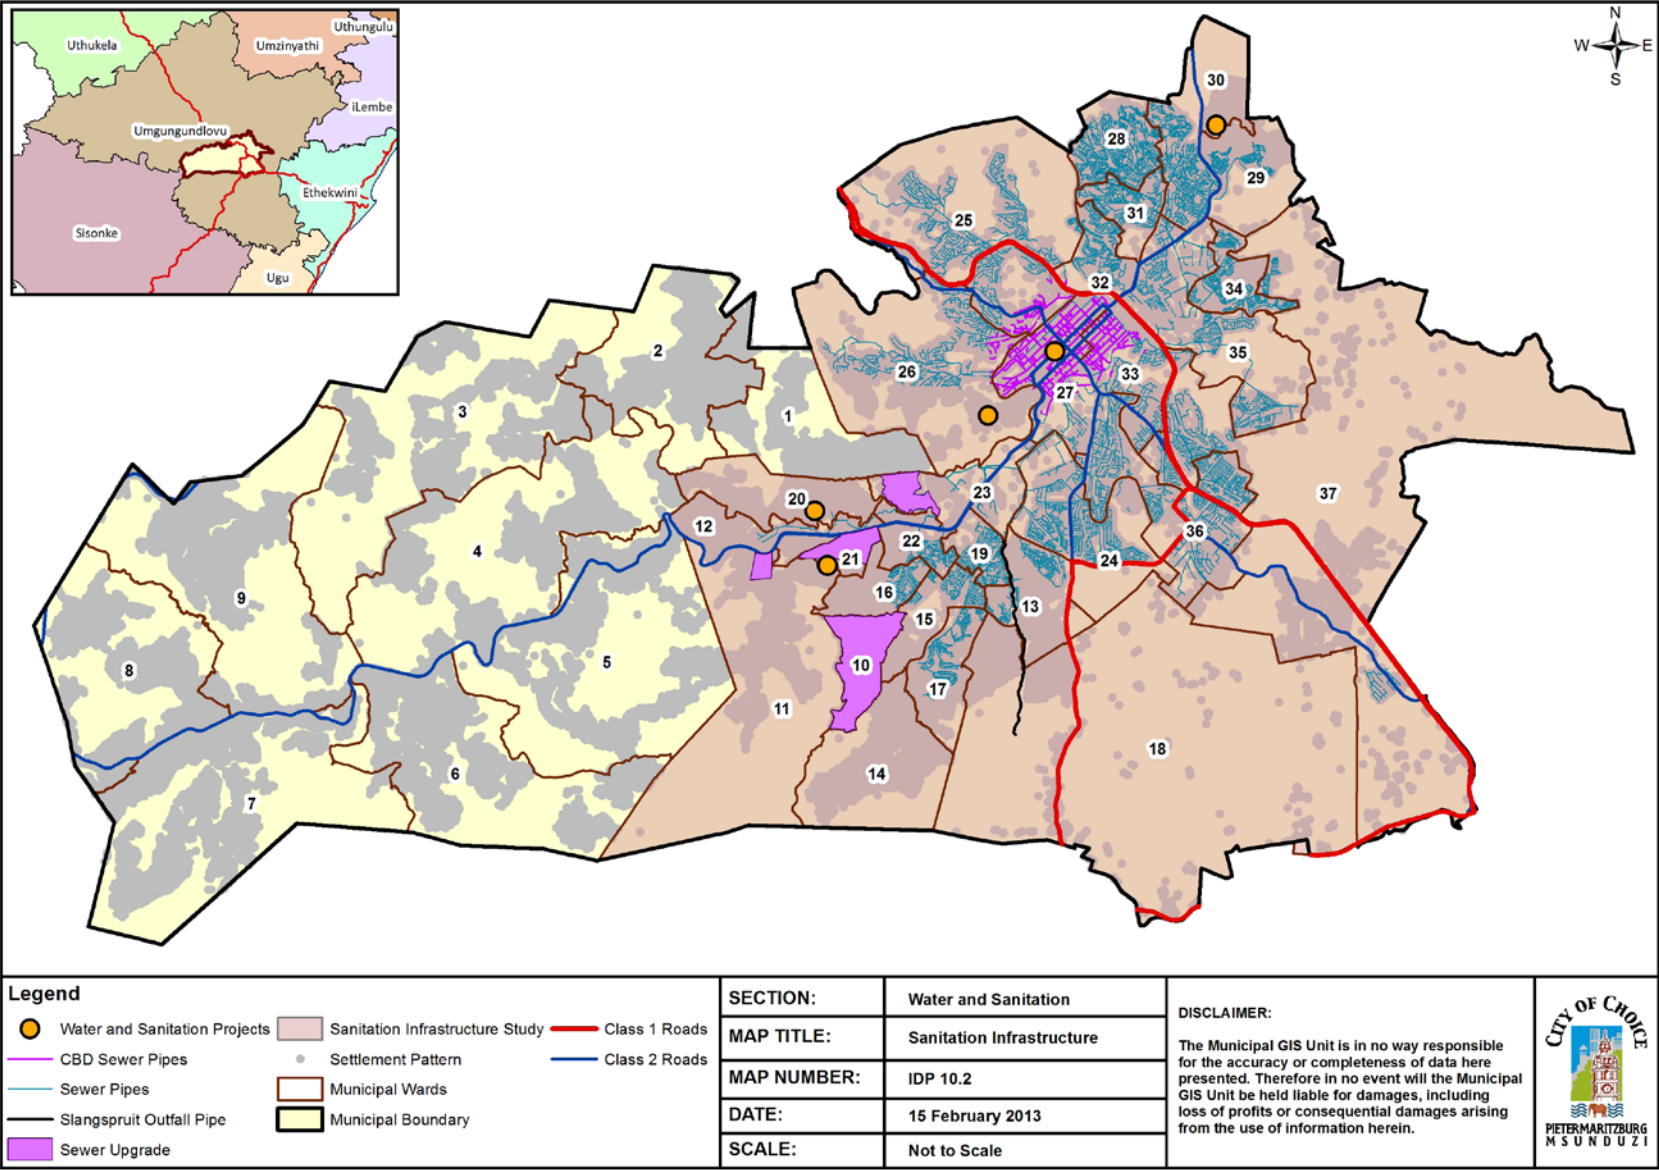 Uthukela
Umzinyathi
Uthungulu
iLembe
Umgungundlovu
Ethekwini
Sisonke
Ugu
N
W E
S
30
28
29
31
25
32
34
35
33
26
27
2
3
1
37
20
23
12
36
22
4
21
19
24
16
13
15
9
5
8
10
17
11
18
14
6
7
Legend
Water and Sanitation Projects
CBD Sewer Pipes
Sewer Pipes
Slangspruit Outfall Pipe
Sewer Upgrade
Sanitation Infrastructure Study
Settlement Pattern
Municipal Wards
Municipal Boundary
Class 1 Roads
Class 2 Roads
SECTION: Water and Sanitation
MAP TITLE: Sanitation Infrastructure
MAP NUMBER: IDP 10.2
DATE: 15 February 2013
SCALE: Not to Scale
DISCLAIMER:
The Municipal GIS Unit is in no way responsible
for the accuracy or completeness of data here
presented. Therefore in no event will the Municipal
GIS Unit be held liable for damages, including
loss of profits or consequential damages arising
from the use of information herein.
CITY OF CHOICE
PIETERMARITZBURG
MSUNDUZI